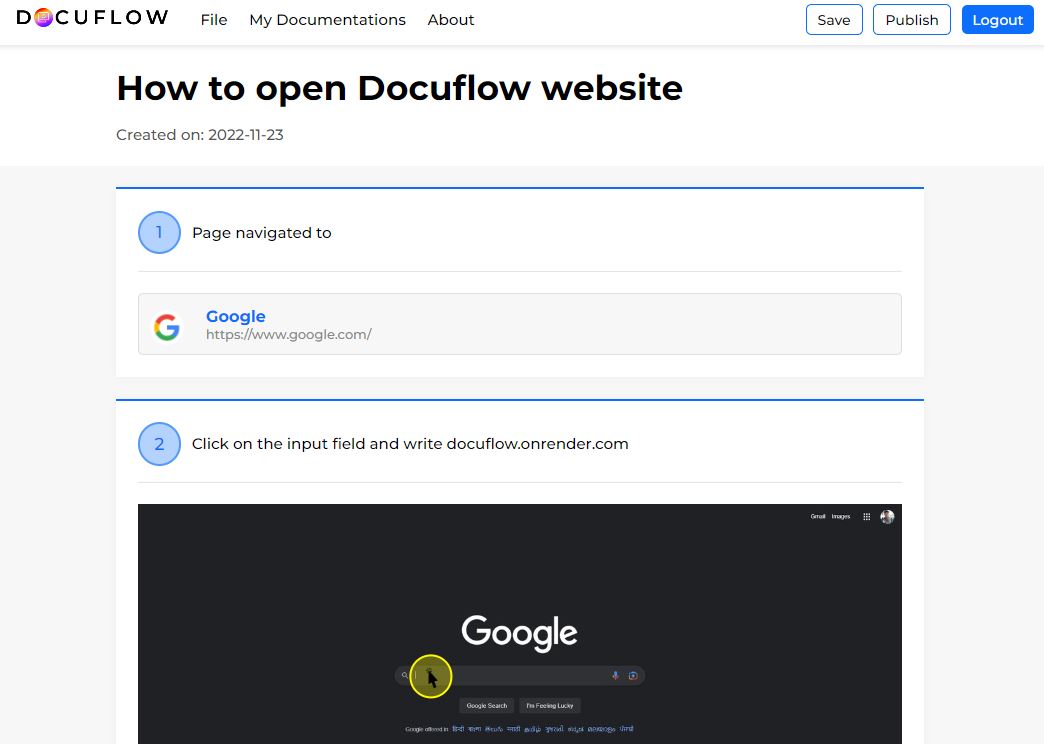 DOCUFLOW File My Documentations About Save Publish Logout
How to open Docuflow website
Created on: 2022-11-23
1 Page navigated to
Google
https://www.google.com/
2 Click on the input field and write docuflow.onrender.com
Gmail Images
Google
Google Search I'm Feeling Lucky
Google offered in: हिन्दी বাংলা తెలుగు मराठी தமிழ் ગુજરાતી ಕನ್ನಡ മലയാളം ਪੰਜਾਬੀ